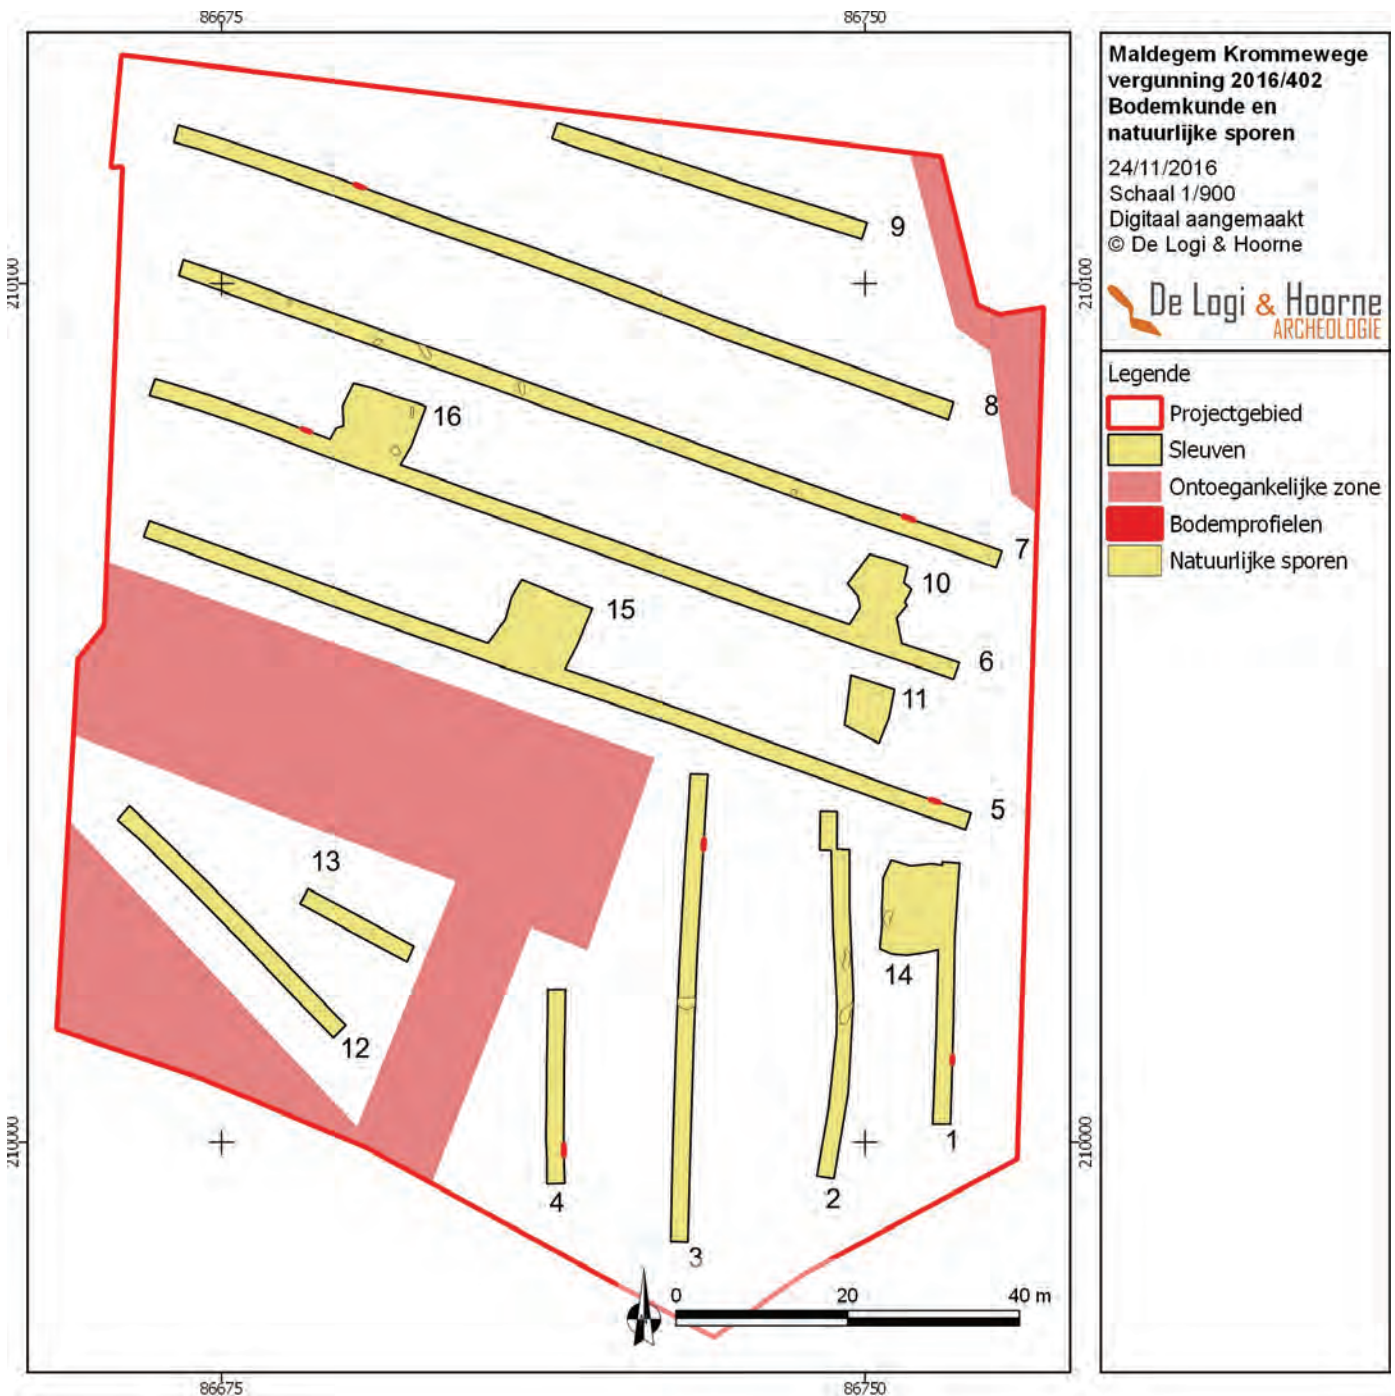 86675
86750
Maldegem Krommewege
vergunning 2016/402
Bodemkunde en
natuurlijke sporen
24/11/2016
Schaal 1/900
Digitaal aangemaakt
© De Logi & Hoorne
De Logi & Hoorne
ARCHEOLOGIE
Legende
Projectgebied
Sleuven
Ontoegankelijke zone
Bodemprofielen
Natuurlijke sporen
210100
210100
9
8
16
7
10
15
6
11
5
13
14
12
210000
210000
1
4
2
3
0 20 40 m
86675
86750